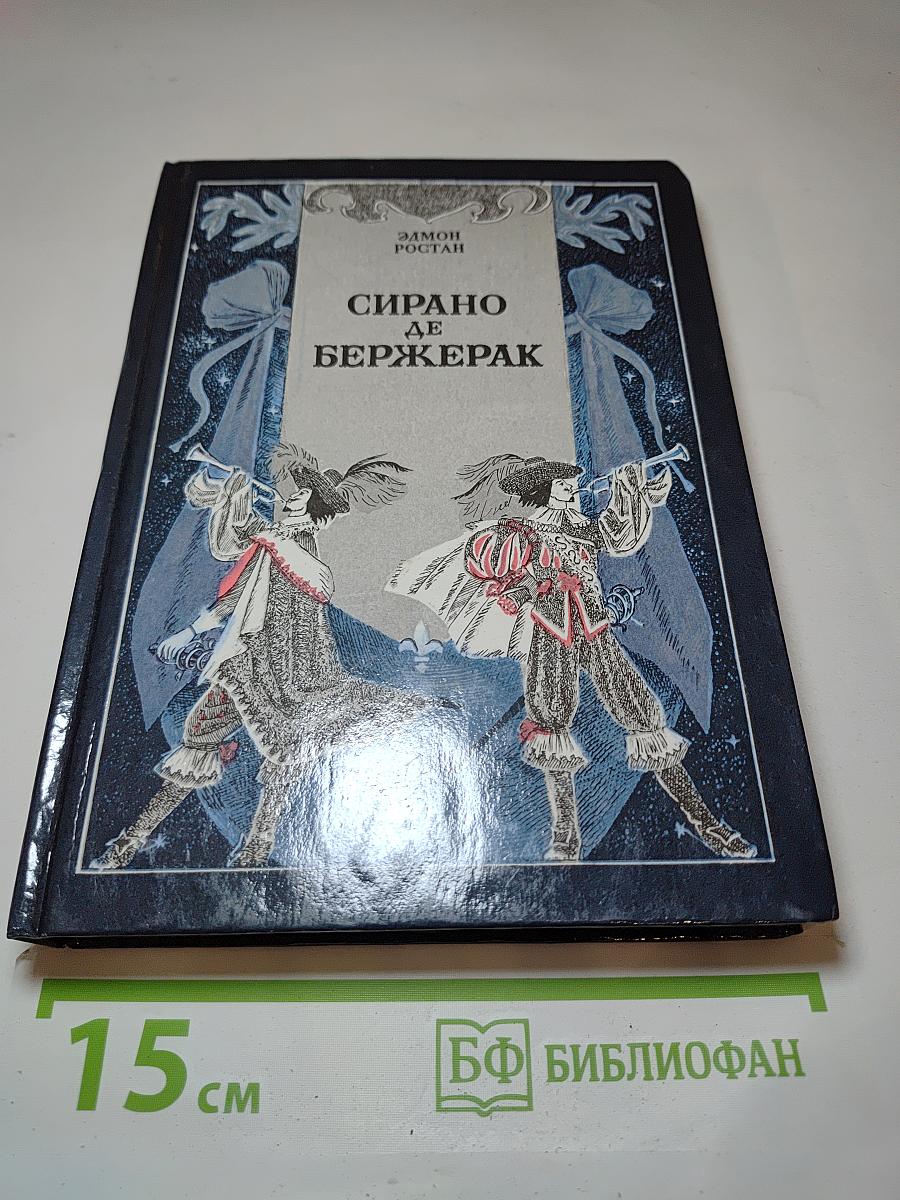 ЭДМОН
РОСТАН
СИРАНО
ДЕ
БЕРЖЕРАК
15 см
БФ БИБЛИОФАН